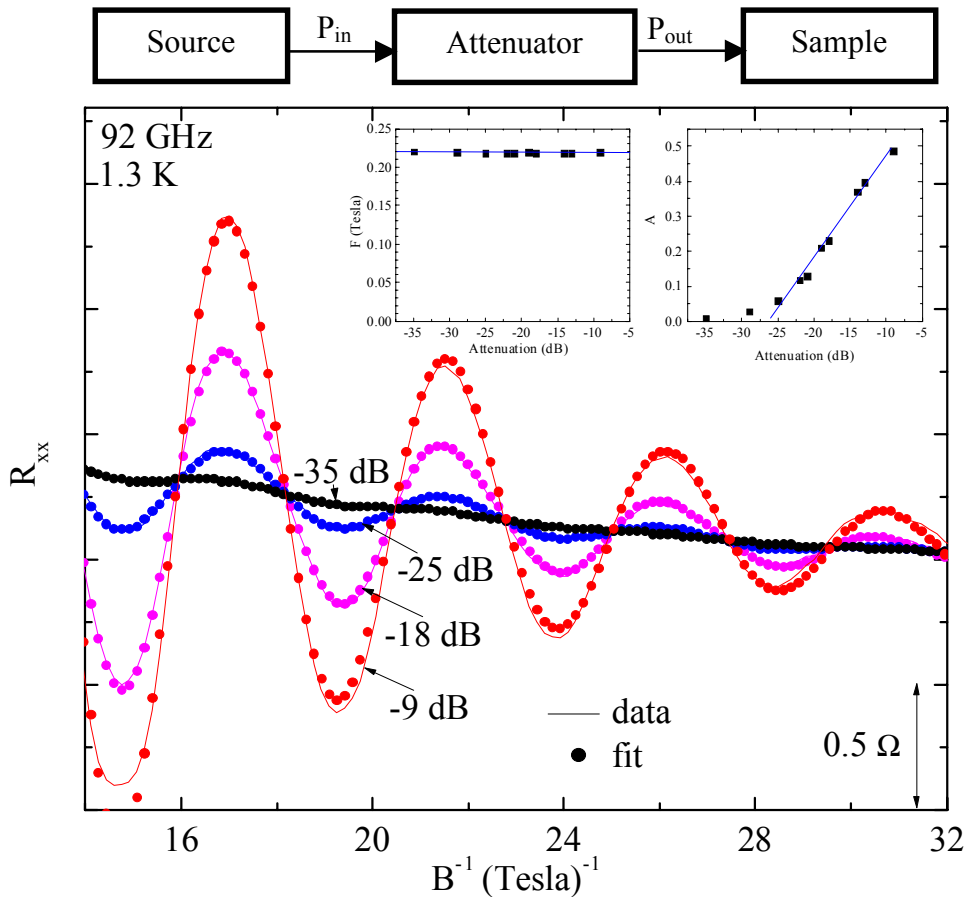 Source
P_in
Attenuator
P_out
Sample
92 GHz
1.3 K
0.25
0.20
0.15
0.10
0.05
0.00
F (Tesla)
-35 -30 -25 -20 -15 -10 -5
Attenuation (dB)
0.5
0.4
0.3
0.2
0.1
0.0
A
-35 -30 -25 -20 -15 -10 -5
Attenuation (dB)
R_xx
-35 dB
-25 dB
-18 dB
-9 dB
data
fit
0.5 Ω
16 20 24 28 32
B^-1 (Tesla)^-1